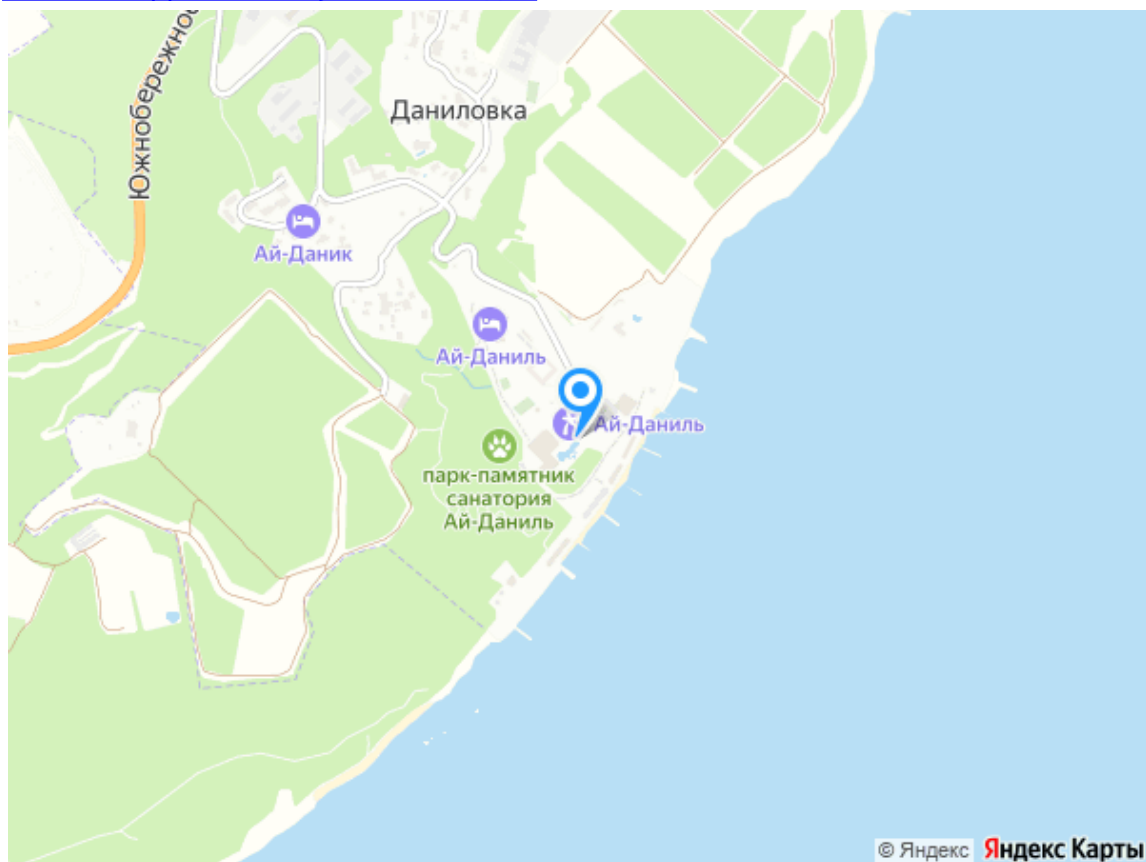 Южнобережное
Даниловка
Ай-Даник
Ай-Даниль
Ай-Даниль
парк-памятник
санатория
Ай-Даниль
© Яндекс Яндекс Карты